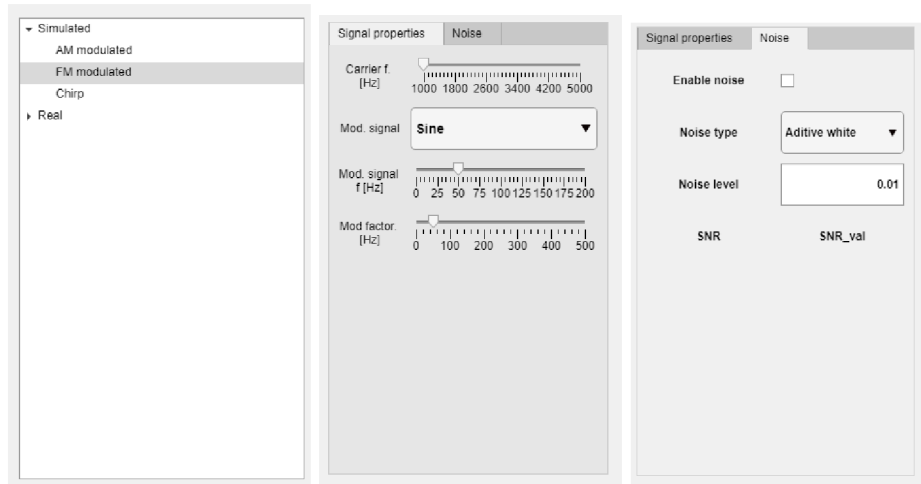 Simulated
AM modulated
FM modulated
Chirp
Real
Signal properties Noise
Carrier f.
[Hz]
1000 1800 2600 3400 4200 5000
Mod. signal Sine
Mod. signal
f [Hz]
0 25 50 75 100 125 150 175 200
Mod factor.
[Hz]
0 100 200 300 400 500
Signal properties Noise
Enable noise
Noise type Aditive white
Noise level 0.01
SNR SNR_val